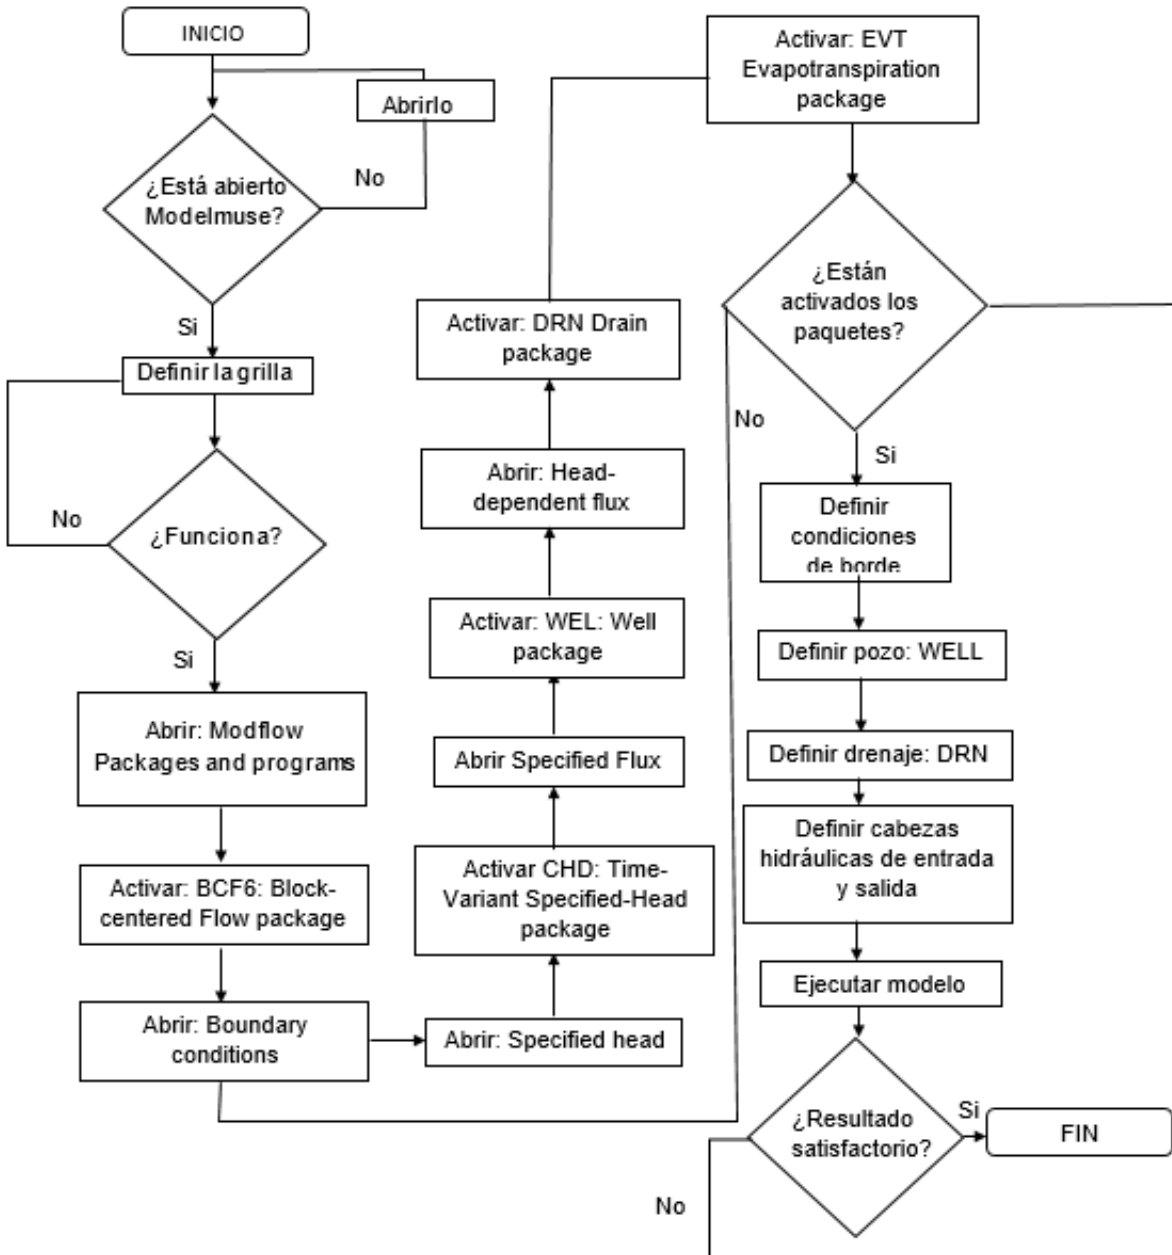 INICIO
Abrirlo
¿Está abierto
Modelmuse?
No
Si
Definir la grilla
¿Funciona?
No
Si
Abrir: Modflow
Packages and programs
Activar: BCF6: Block-
centered Flow package
Abrir: Boundary
conditions
Abrir: Specified head
Activar CHD: Time-
Variant Specified-Head
package
Abrir Specified Flux
Activar: WEL: Well
package
Abrir: Head-
dependent flux
Activar: DRN Drain
package
Activar: EVT
Evapotranspiration
package
¿Están
activados los
paquetes?
No
Si
Definir
condiciones
de borde
Definir pozo: WELL
Definir drenaje: DRN
Definir cabezas
hidráulicas de entrada
y salida
Ejecutar modelo
¿Resultado
satisfactorio?
Si
FIN
No